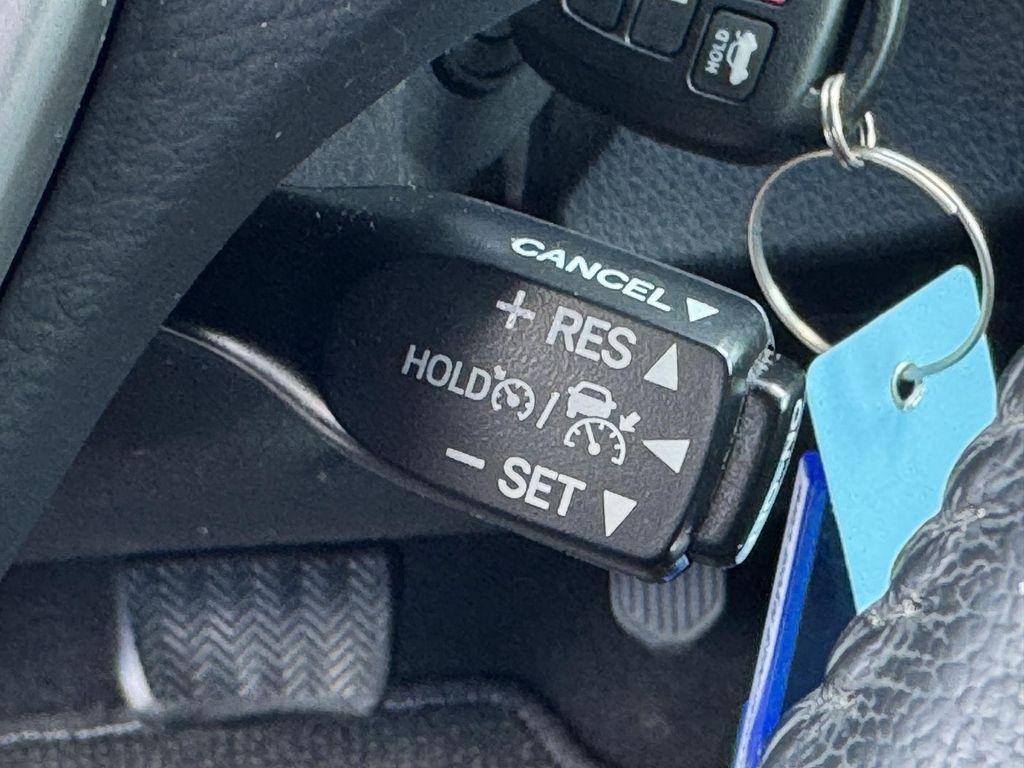 HOLD
CANCEL ▼
+ RES ▲
HOLD / ◀
− SET ▼